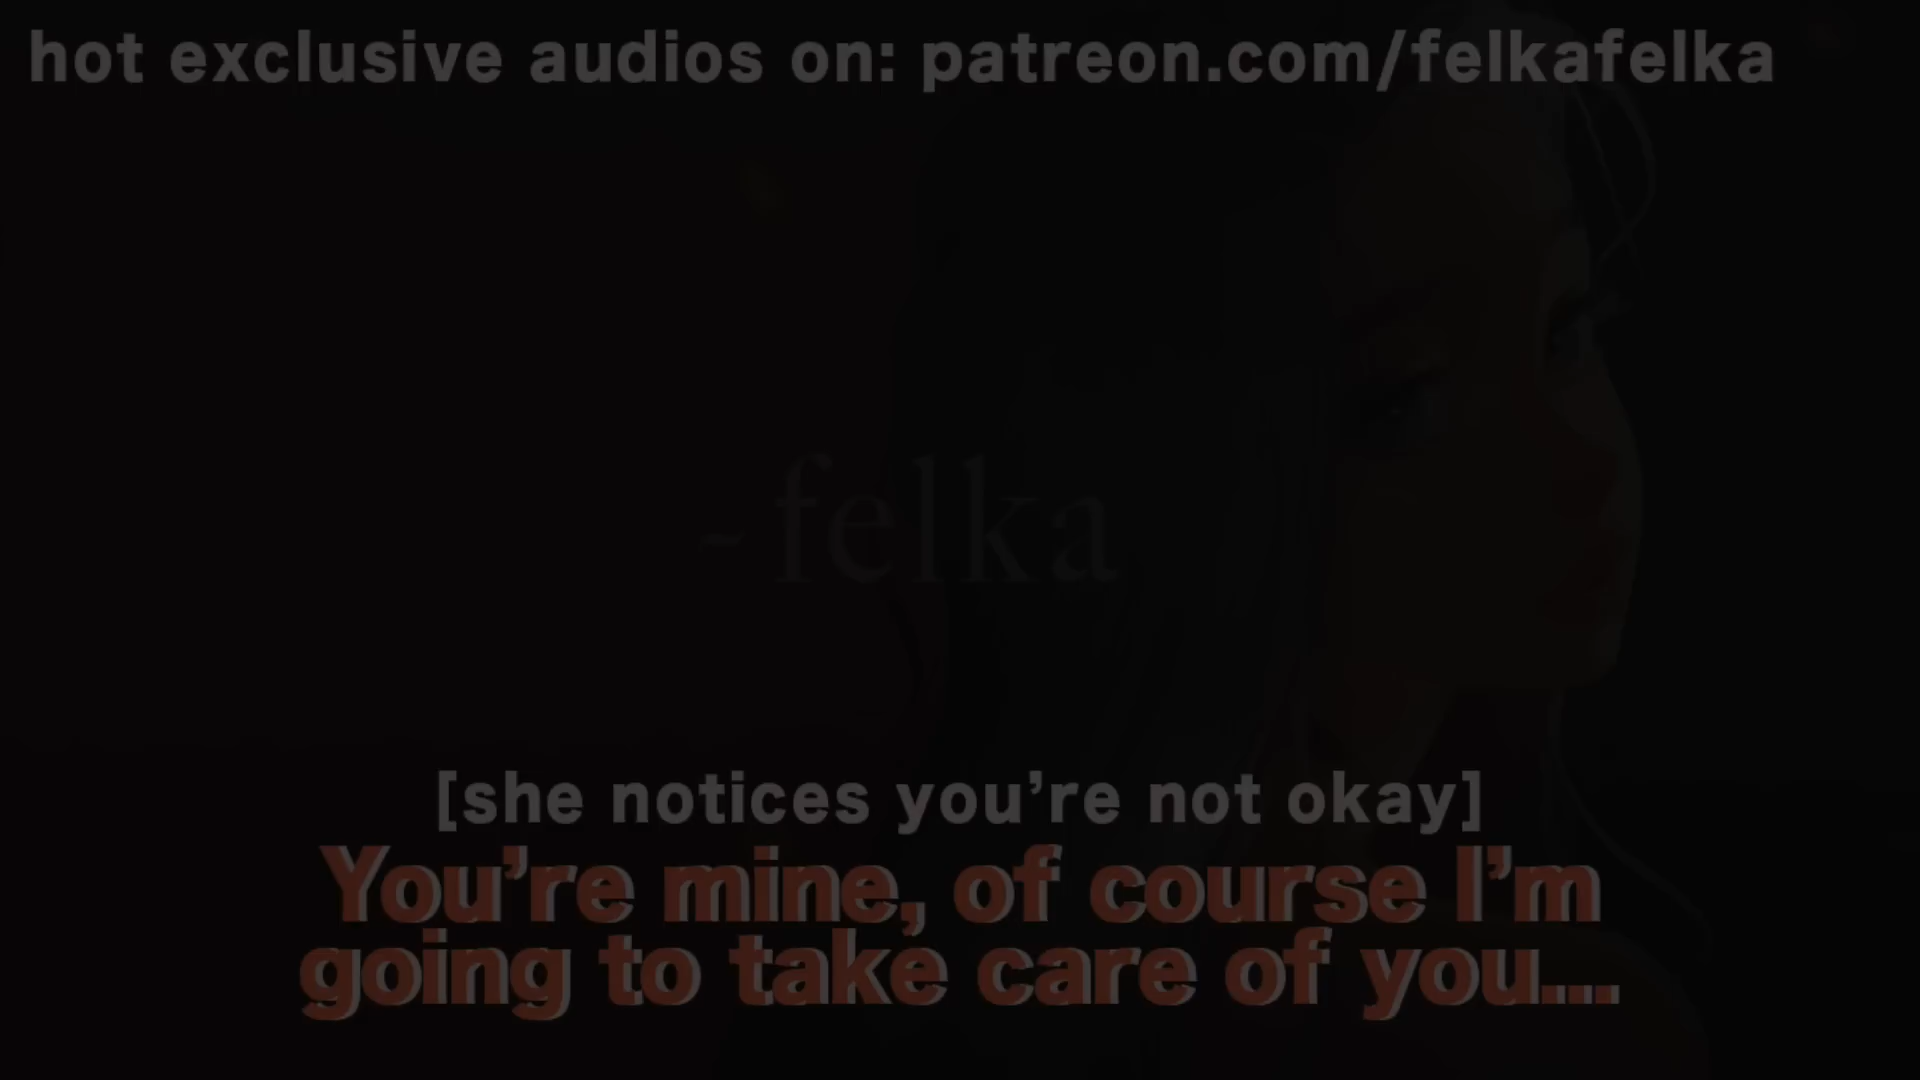 hot exclusive audios on: patreon.com/felkafelka
-felka
[she notices you’re not okay]
You’re mine, of course I’m
going to take care of you...